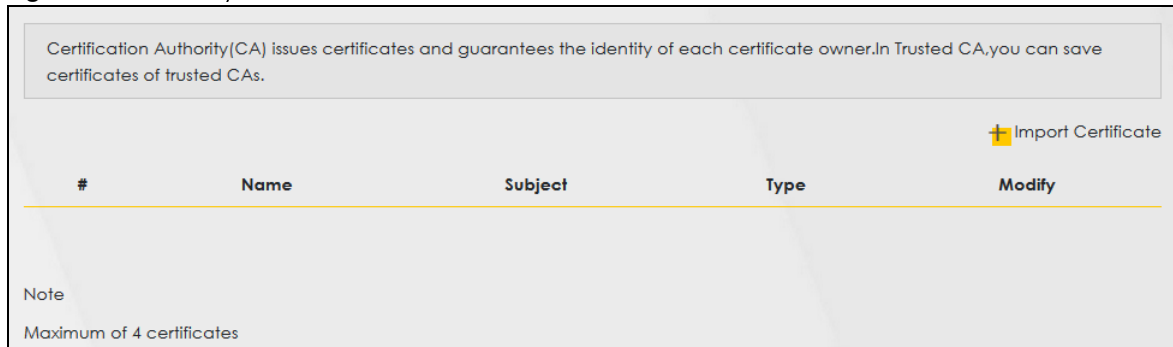 Certification Authority(CA) issues certificates and guarantees the identity of each certificate owner.In Trusted CA,you can save
certificates of trusted CAs.
Import Certificate
# Name Subject Type Modify
Note
Maximum of 4 certificates